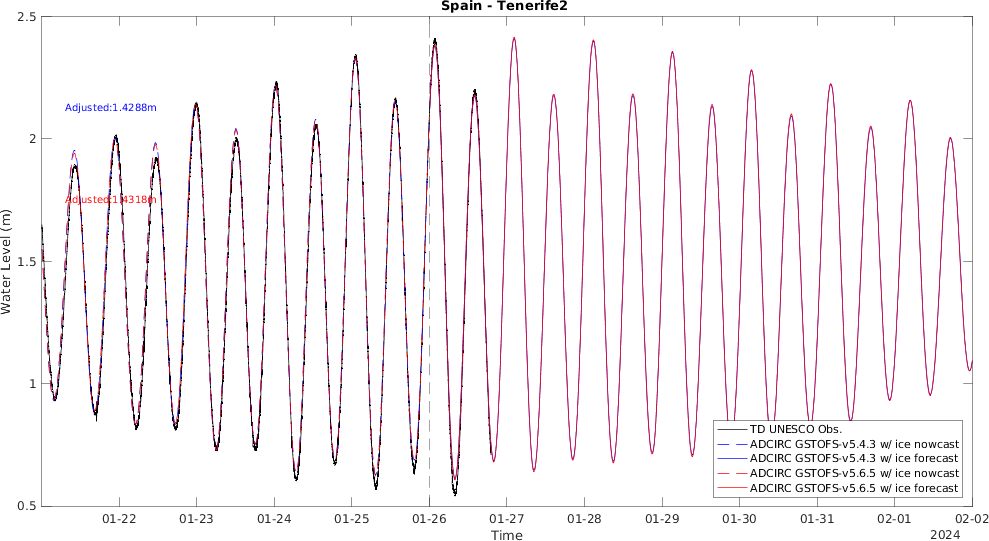 Spain - Tenerife2
2.5
2
1.5
1
0.5
Water Level (m)
Adjusted:1.4288m
Adjusted:1.4318m
TD UNESCO Obs.
ADCIRC GSTOFS-v5.4.3 w/ ice nowcast
ADCIRC GSTOFS-v5.4.3 w/ ice forecast
ADCIRC GSTOFS-v5.6.5 w/ ice nowcast
ADCIRC GSTOFS-v5.6.5 w/ ice forecast
01-22 01-23 01-24 01-25 01-26 01-27 01-28 01-29 01-30 01-31 02-01 02-02
Time
2024